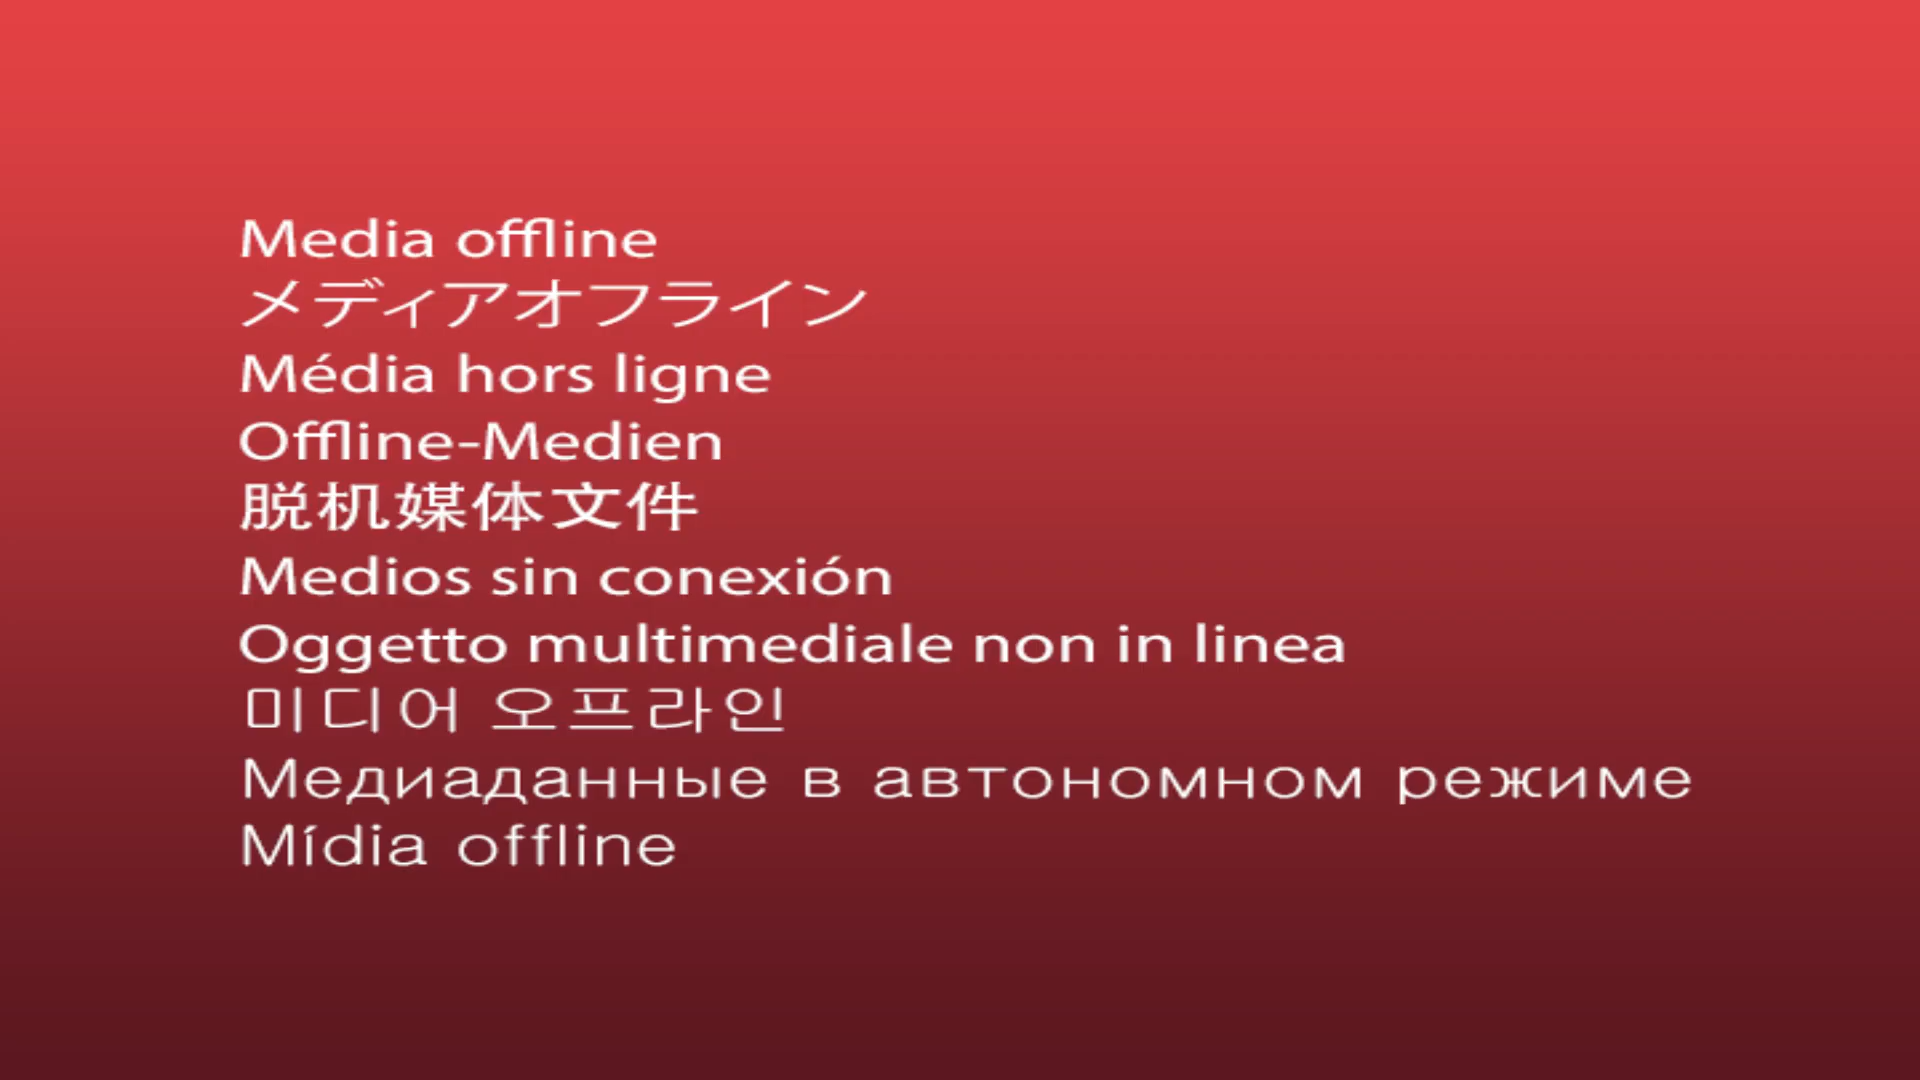 Media offline
メディアオフライン
Média hors ligne
Offline-Medien
脱机媒体文件
Medios sin conexión
Oggetto multimediale non in linea
미디어 오프라인
Медиаданные в автономном режиме
Mídia offline